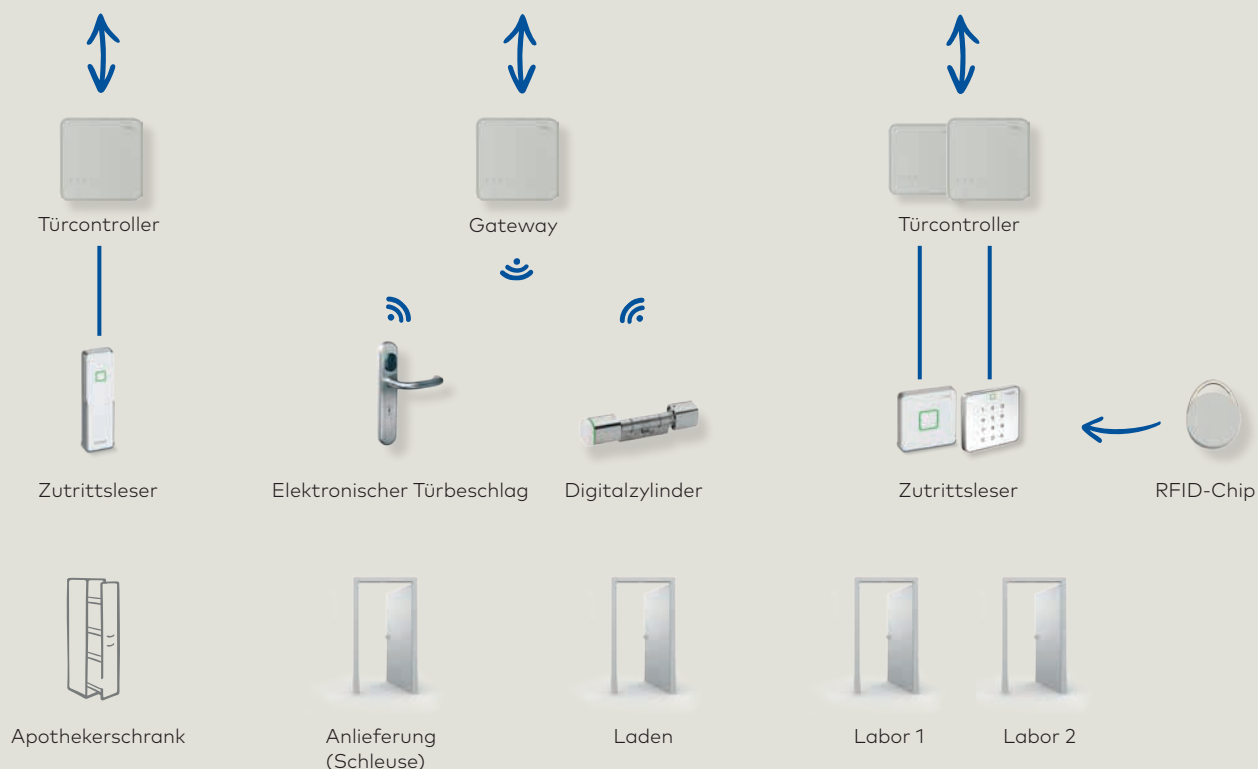 Türcontroller
Gateway
Türcontroller
Zutrittsleser
Elektronischer Türbeschlag
Digitalzylinder
Zutrittsleser
RFID-Chip
Apothekerschrank
Anlieferung
(Schleuse)
Laden
Labor 1
Labor 2